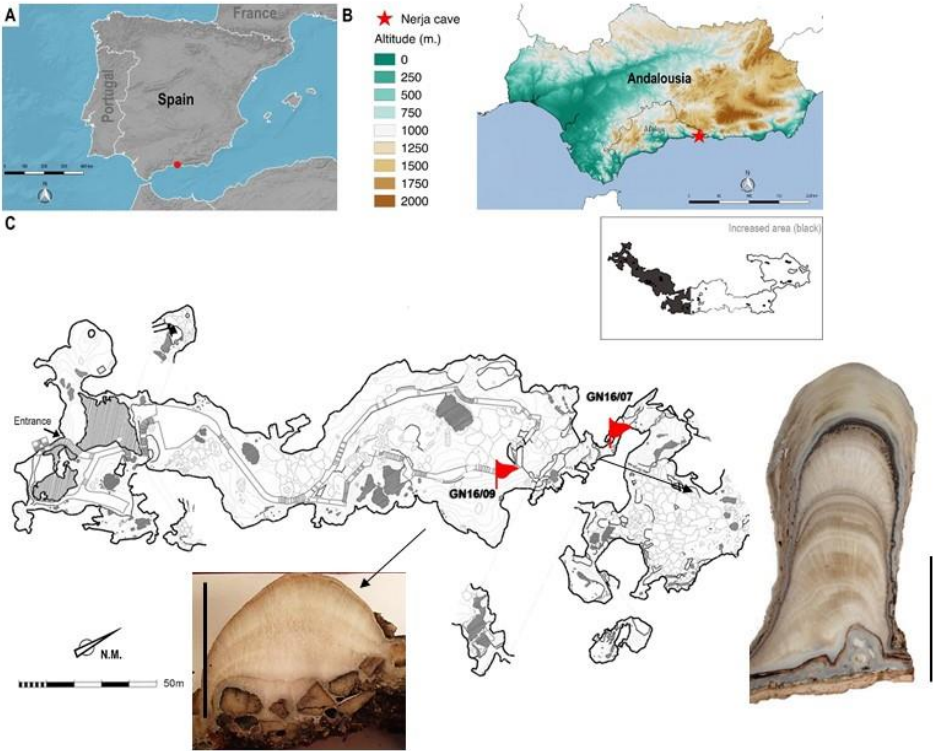 A
France
Portugal
Spain
N
B
Nerja cave
Altitude (m.)
0
250
500
750
1000
1250
1500
1750
2000
Andalousia
Málaga
N
C
Increased area (black)
Entrance
GN16/07
GN16/09
N.M.
50m